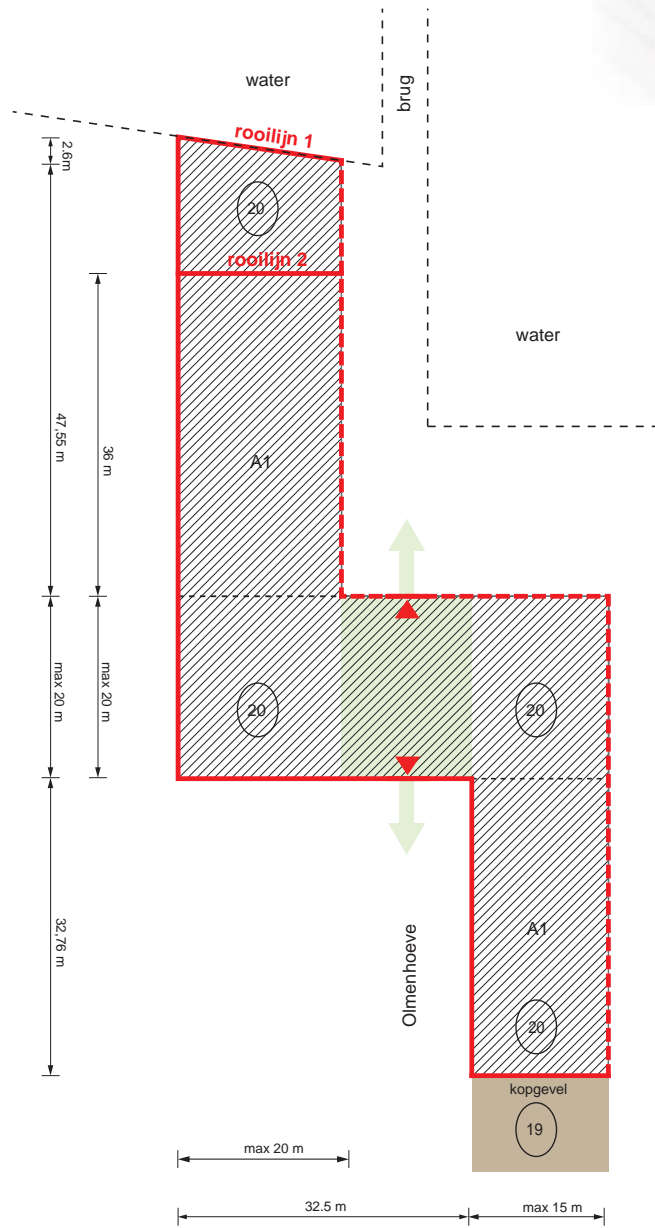 water
brug
rooilijn 1
2.6m
20
rooilijn 2
water
47,55 m
36 m
A1
max 20 m
max 20 m
20
20
32,76 m
Olmenhoeve
A1
20
kopgevel
19
max 20 m
32.5 m
max 15 m